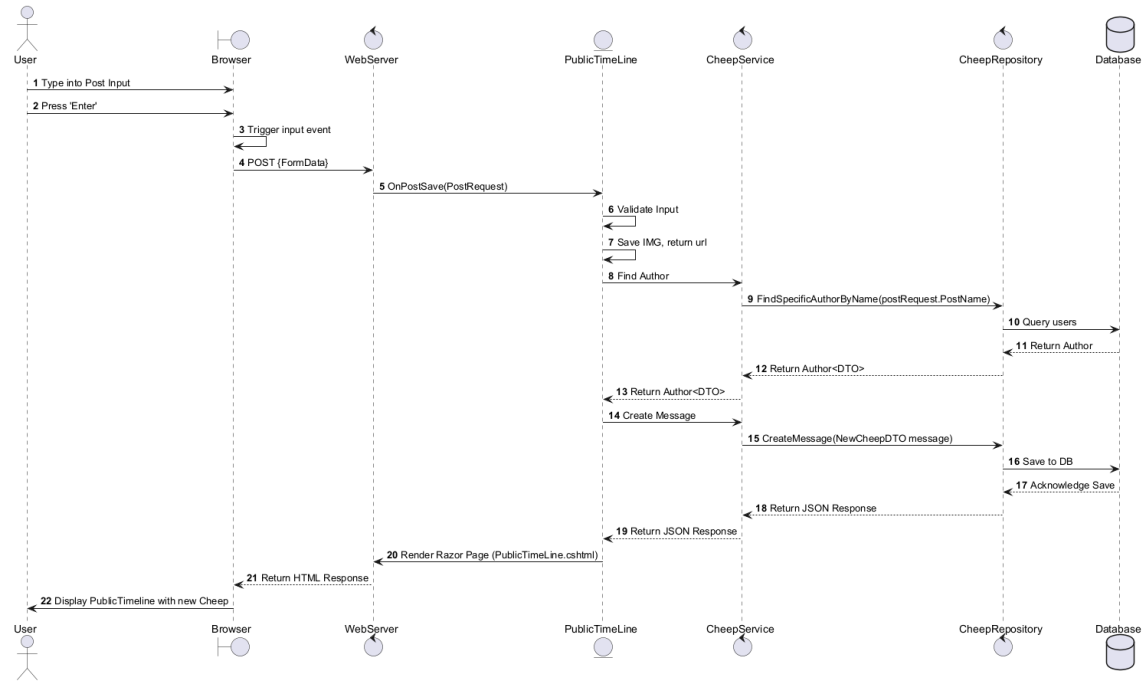 User
Browser
WebServer
PublicTimeLine
CheepService
CheepRepository
Database
1 Type into Post Input
2 Press 'Enter'
3 Trigger input event
4 POST {FormData}
5 OnPostSave(PostRequest)
6 Validate Input
7 Save IMG, return url
8 Find Author
9 FindSpecificAuthorByName(postRequest.PostName)
10 Query users
11 Return Author
12 Return Author<DTO>
13 Return Author<DTO>
14 Create Message
15 CreateMessage(NewCheepDTO message)
16 Save to DB
17 Acknowledge Save
18 Return JSON Response
19 Return JSON Response
20 Render Razor Page (PublicTimeLine.cshtml)
21 Return HTML Response
22 Display PublicTimeline with new Cheep
User
Browser
WebServer
PublicTimeLine
CheepService
CheepRepository
Database